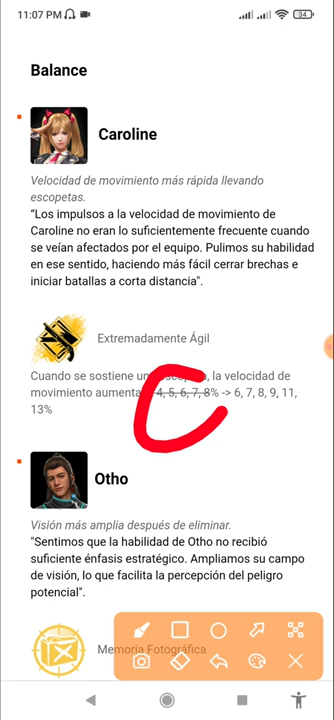 11:07 PM
34
Balance
Caroline
Velocidad de movimiento más rápida llevando
escopetas.
“Los impulsos a la velocidad de movimiento de
Caroline no eran lo suficientemente frecuente cuando
se veían afectados por el equipo. Pulimos su habilidad
en ese sentido, haciendo más fácil cerrar brechas e
iniciar batallas a corta distancia".
Extremadamente Ágil
Cuando se sostiene la velocidad de
movimiento aumenta 4, 5, 6, 7, 8% -> 6, 7, 8, 9, 11,
13%
Otho
Visión más amplia después de eliminar.
"Sentimos que la habilidad de Otho no recibió
suficiente énfasis estratégico. Ampliamos su campo
de visión, lo que facilita la percepción del peligro
potencial".
Memoria Fotográfica